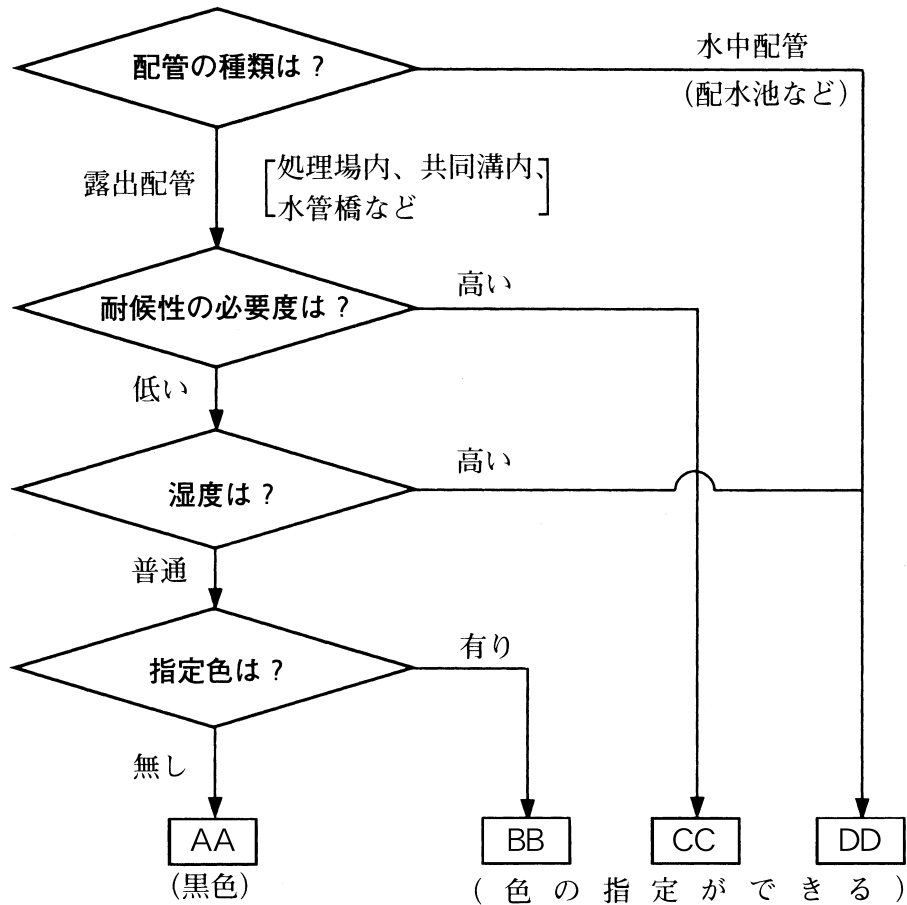 配管の種類は？
水中配管
（配水池など）
露出配管
処理場内、共同溝内、
水管橋など
耐候性の必要度は？
高い
低い
湿度は？
高い
普通
指定色は？
有り
無し
AA
BB
CC
DD
（黒色）
（色の指定ができる）